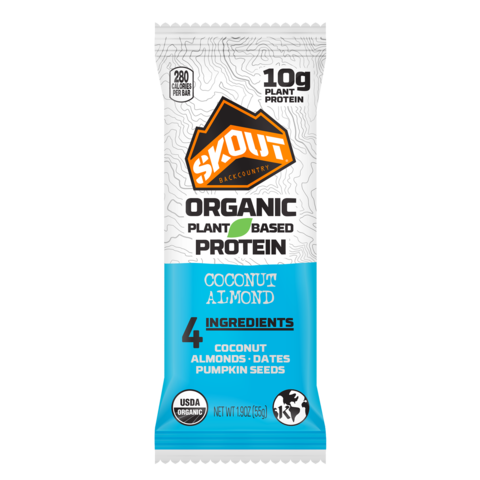 280
CALORIES
PER BAR
10g
PLANT
PROTEIN
SKOUT
BACKCOUNTRY
ORGANIC
PLANT BASED
PROTEIN
COCONUT
ALMOND
4 INGREDIENTS
COCONUT
ALMONDS · DATES
PUMPKIN SEEDS
USDA
ORGANIC
NET WT 1.9OZ (55g)
K